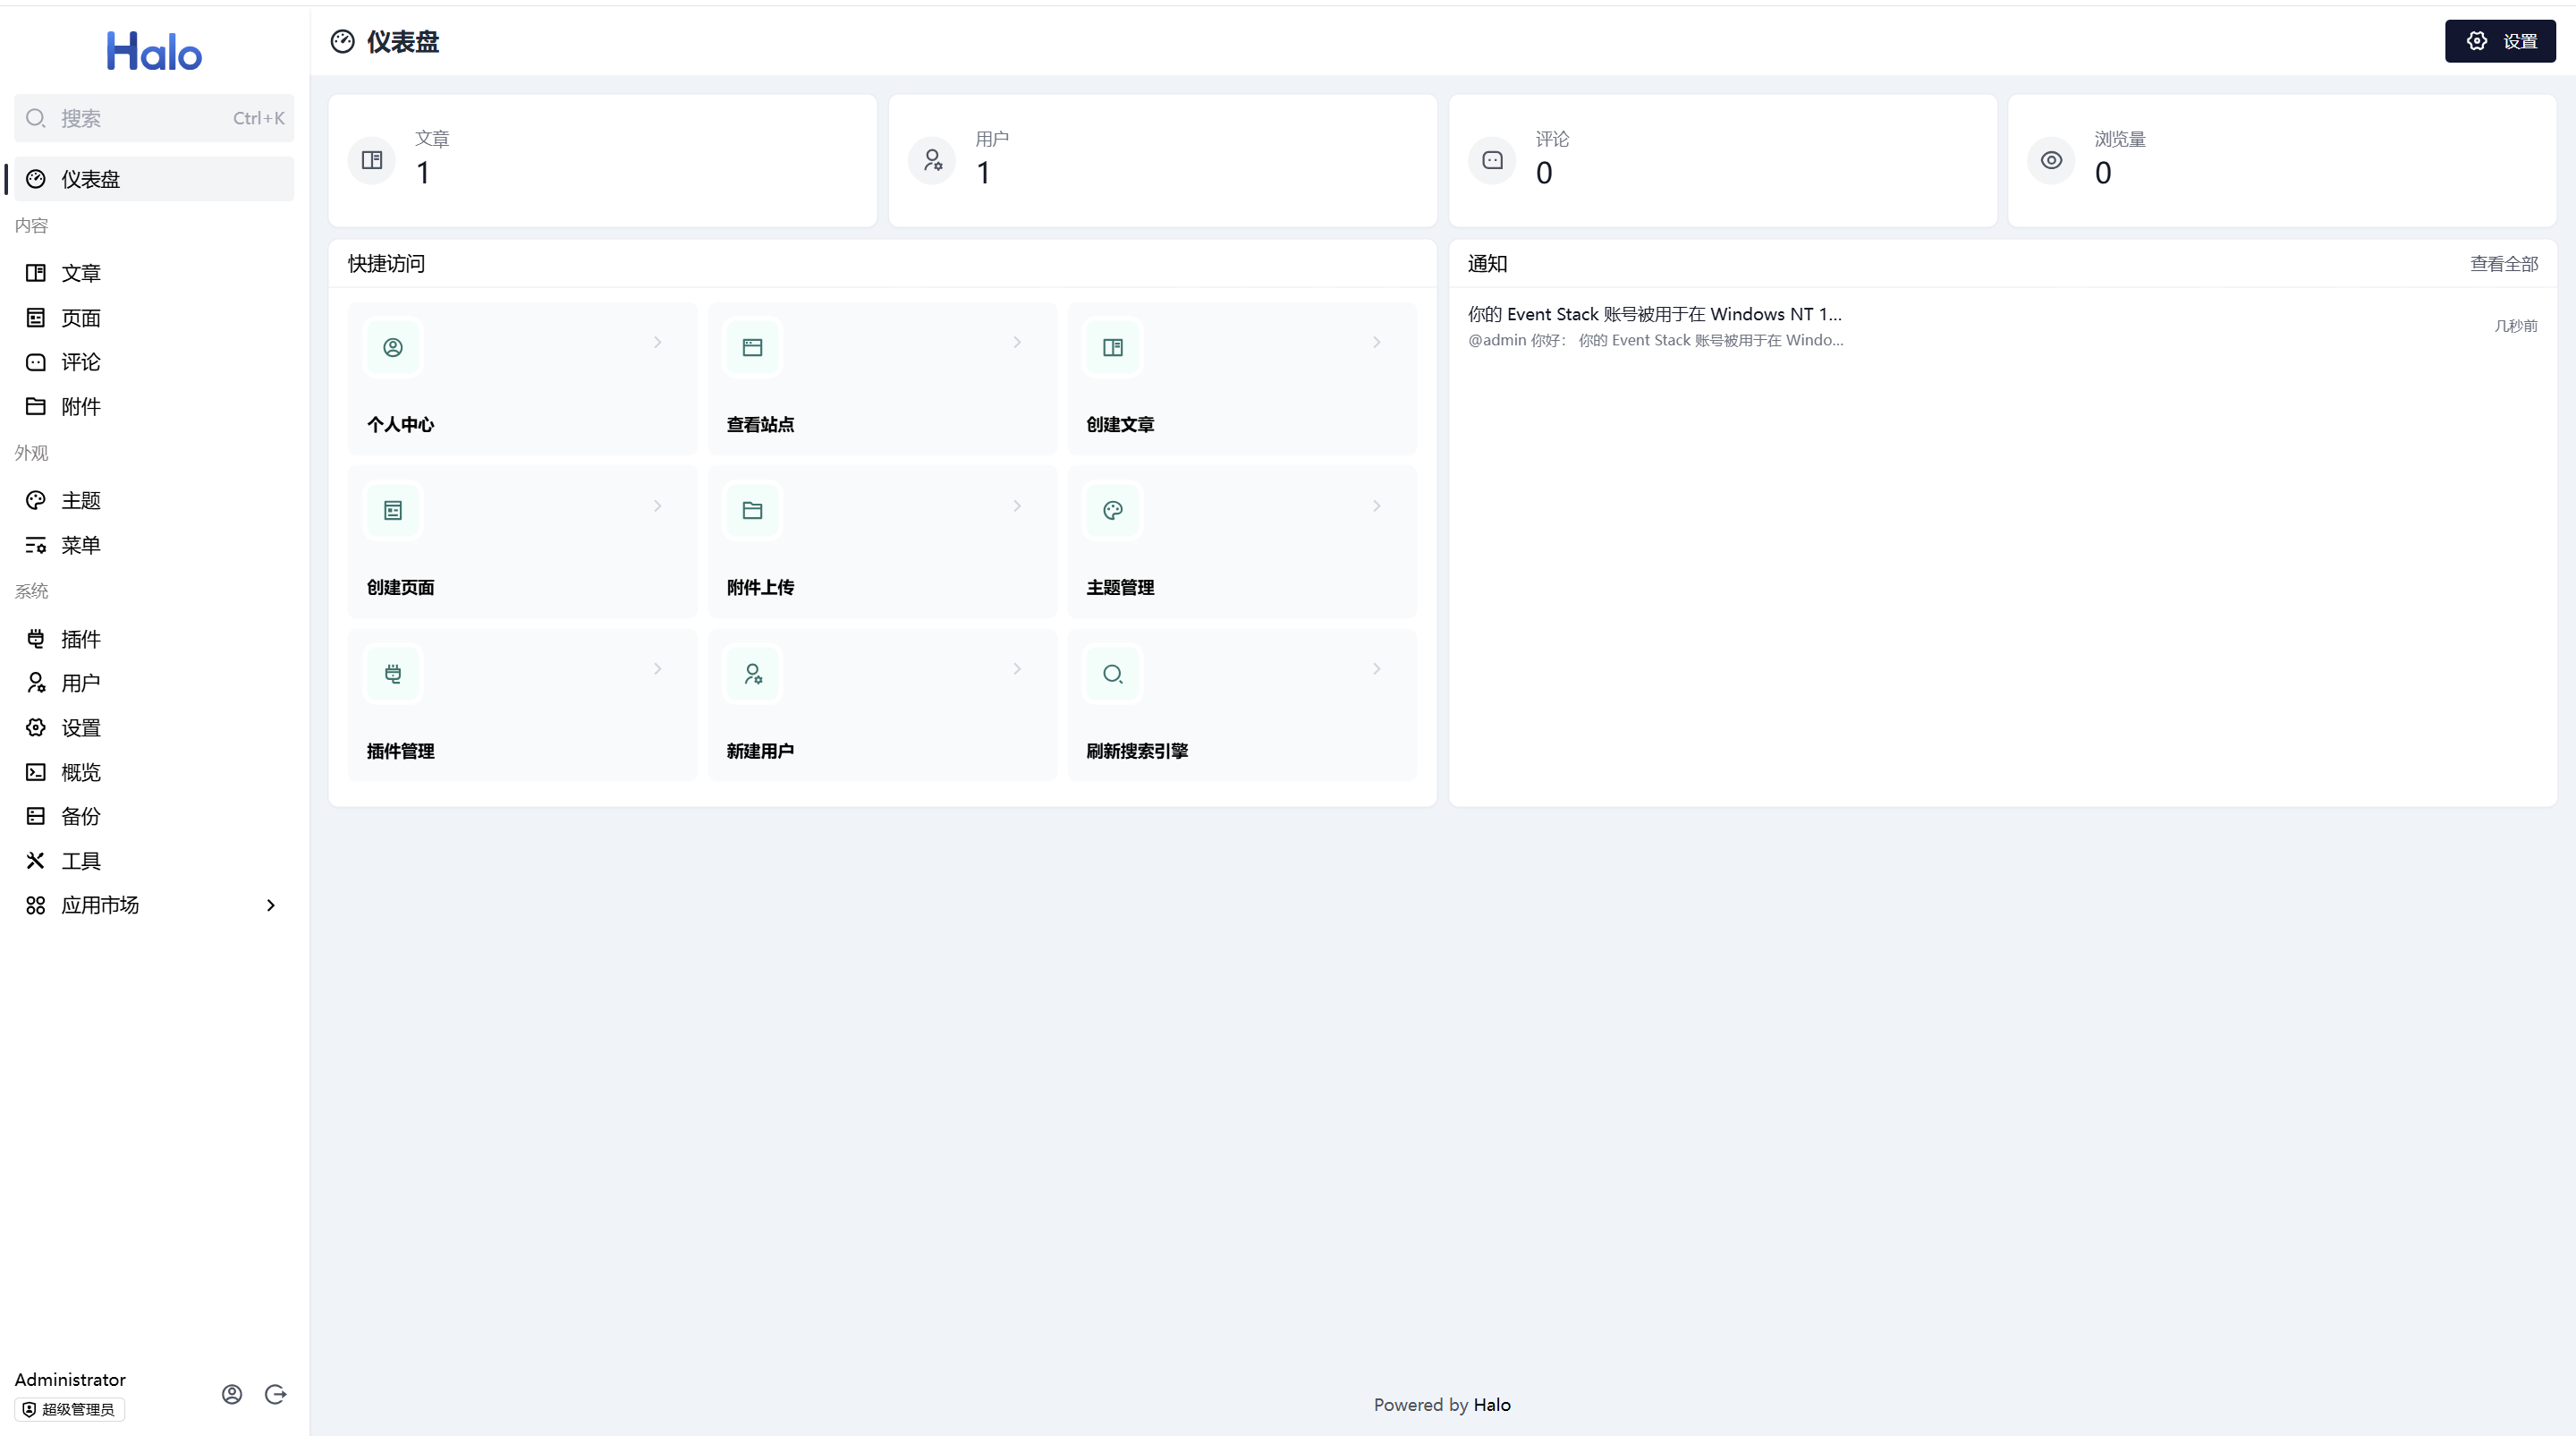 Halo
搜索 Ctrl+K
仪表盘
内容
文章
页面
评论
附件
外观
主题
菜单
系统
插件
用户
设置
概览
备份
工具
应用市场
Administrator
超级管理员
仪表盘
设置
文章
1
用户
1
评论
0
浏览量
0
快捷访问
个人中心
查看站点
创建文章
创建页面
附件上传
主题管理
插件管理
新建用户
刷新搜索引擎
通知
查看全部
你的 Event Stack 账号被用于在 Windows NT 1...
@admin 你好： 你的 Event Stack 账号被用于在 Windo...
几秒前
Powered by Halo